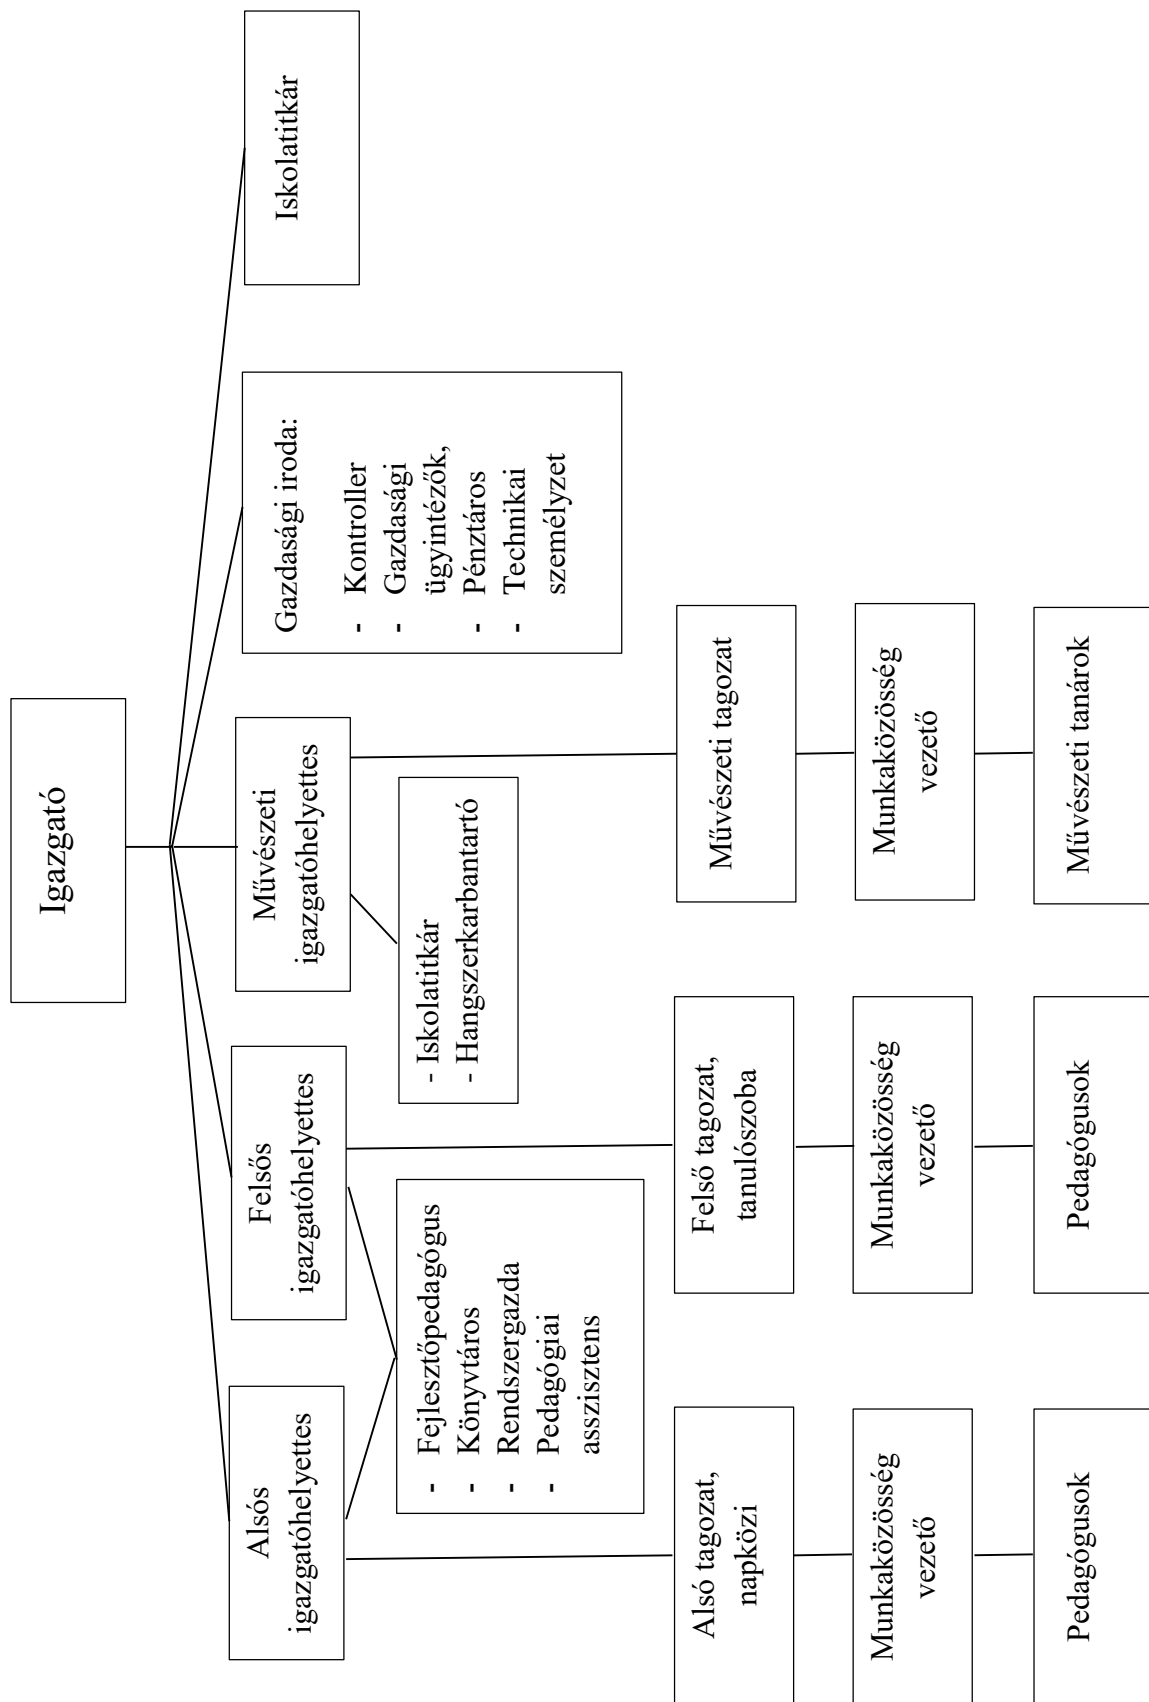 Igazgató
Alsós
igazgatóhelyettes
Felsős
igazgatóhelyettes
Művészeti
igazgatóhelyettes
Gazdasági iroda:
- Kontroller
- Gazdasági
ügyintézők,
- Pénztáros
- Technikai
személyzet
Iskolatitkár
- Fejlesztőpedagógus
- Könyvtáros
- Rendszergazda
- Pedagógiai
asszisztens
- Iskolatitkár
- Hangszerkarbantartó
Alsó tagozat,
napközi
Felső tagozat,
tanulószoba
Művészeti tagozat
Munkaközösség
vezető
Munkaközösség
vezető
Munkaközösség
vezető
Pedagógusok
Pedagógusok
Művészeti tanárok